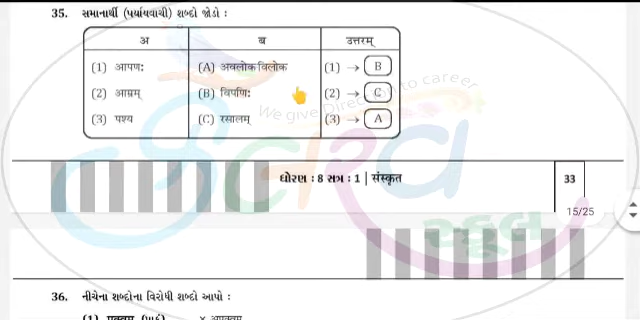 35. સમાનાર્થી (પર્યાયવાચી) શબ્દો જોડો :
अ ब उत्तरम्
(1) आपण: (A) अवलोकविलोक (1) → B
(2) आम्रम् (B) विपणि: (2) → C
(3) पश्य (C) रसालम् (3) → A
We give Direction to career
ધોરણ : 8 સત્ર : 1 | संस्कृत 33
15/25
36. નીચેના શબ્દોના વિરોધી શબ્દો આપો :